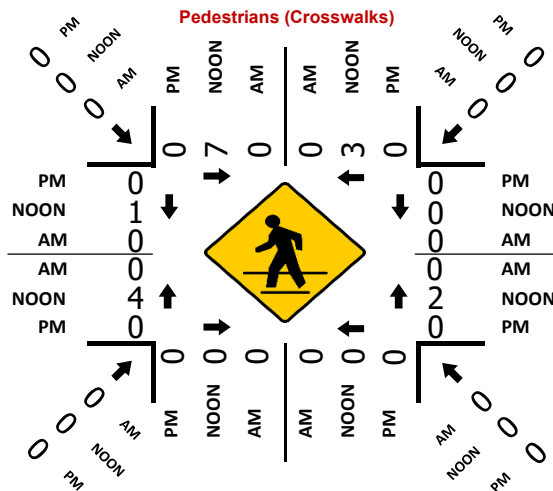 Pedestrians (Crosswalks)
0 PM
0 NOON
0 AM
PM NOON AM AM NOON PM
PM 0
NOON 0
AM 0
0 7 0 0 3 0
PM 0 0 PM
NOON 1 0 NOON
AM 0 0 AM
AM 0 0 AM
NOON 4 2 NOON
PM 0 0 PM
0 0 0 0 0 0
PM NOON AM AM NOON PM
0 AM
0 NOON
0 PM
AM 0
NOON 0
PM 0